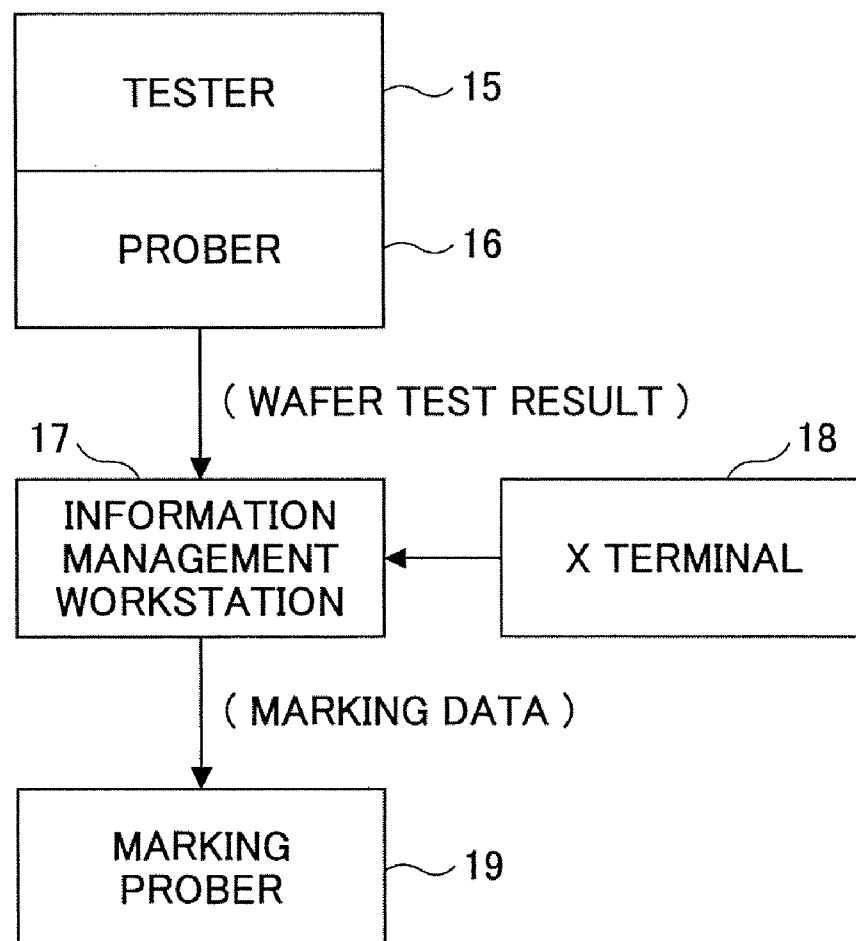 TESTER
15
PROBER
16
( WAFER TEST RESULT )
17
18
INFORMATION
MANAGEMENT
WORKSTATION
X TERMINAL
( MARKING DATA )
MARKING
PROBER
19